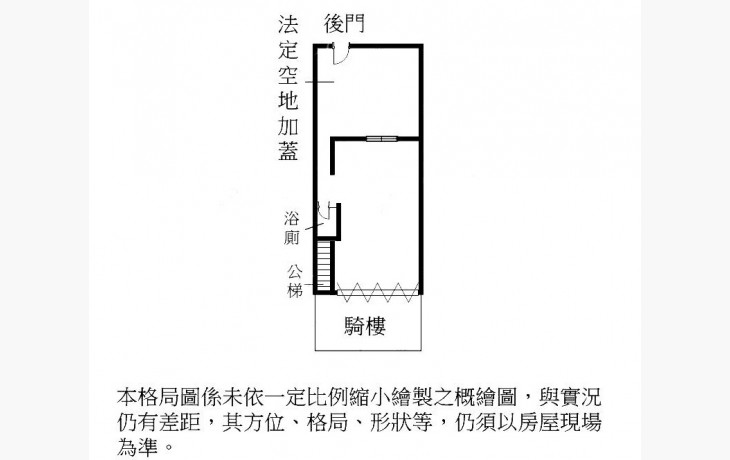 法定空地加蓋
後門
浴廁
公梯
騎樓
本格局圖係未依一定比例縮小繪製之概繪圖，與實況
仍有差距，其方位、格局、形狀等，仍須以房屋現場
為準。